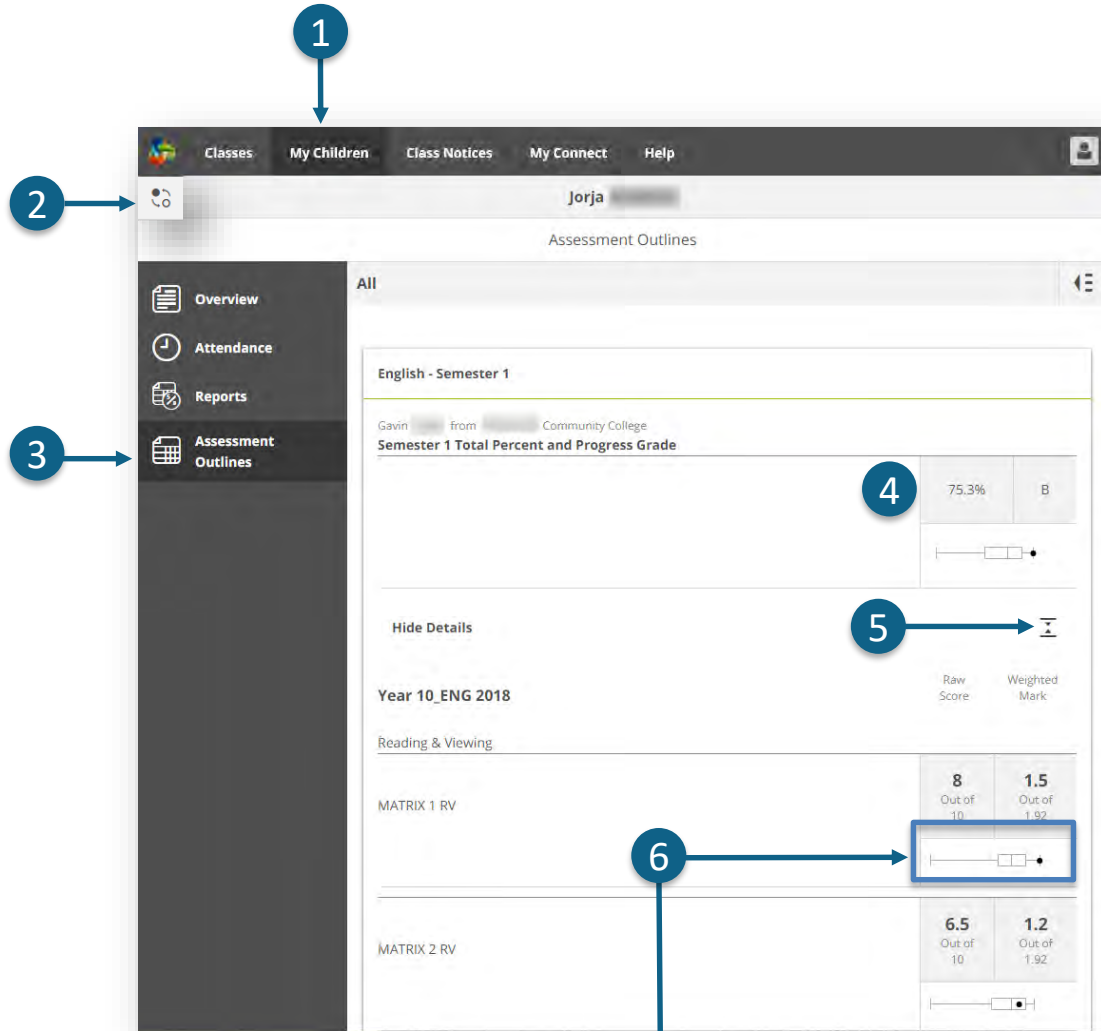 1
Classes My Children Class Notices My Connect Help
2
Jorja
Assessment Outlines
All
Overview
Attendance
Reports
3
Assessment
Outlines
English - Semester 1
Gavin from Community College
Semester 1 Total Percent and Progress Grade
4
75.3% B
Hide Details
5
Year 10_ENG 2018
Raw
Score
Weighted
Mark
Reading & Viewing
MATRIX 1 RV
8
Out of
10
1.5
Out of
1.92
6
MATRIX 2 RV
6.5
Out of
10
1.2
Out of
1.92